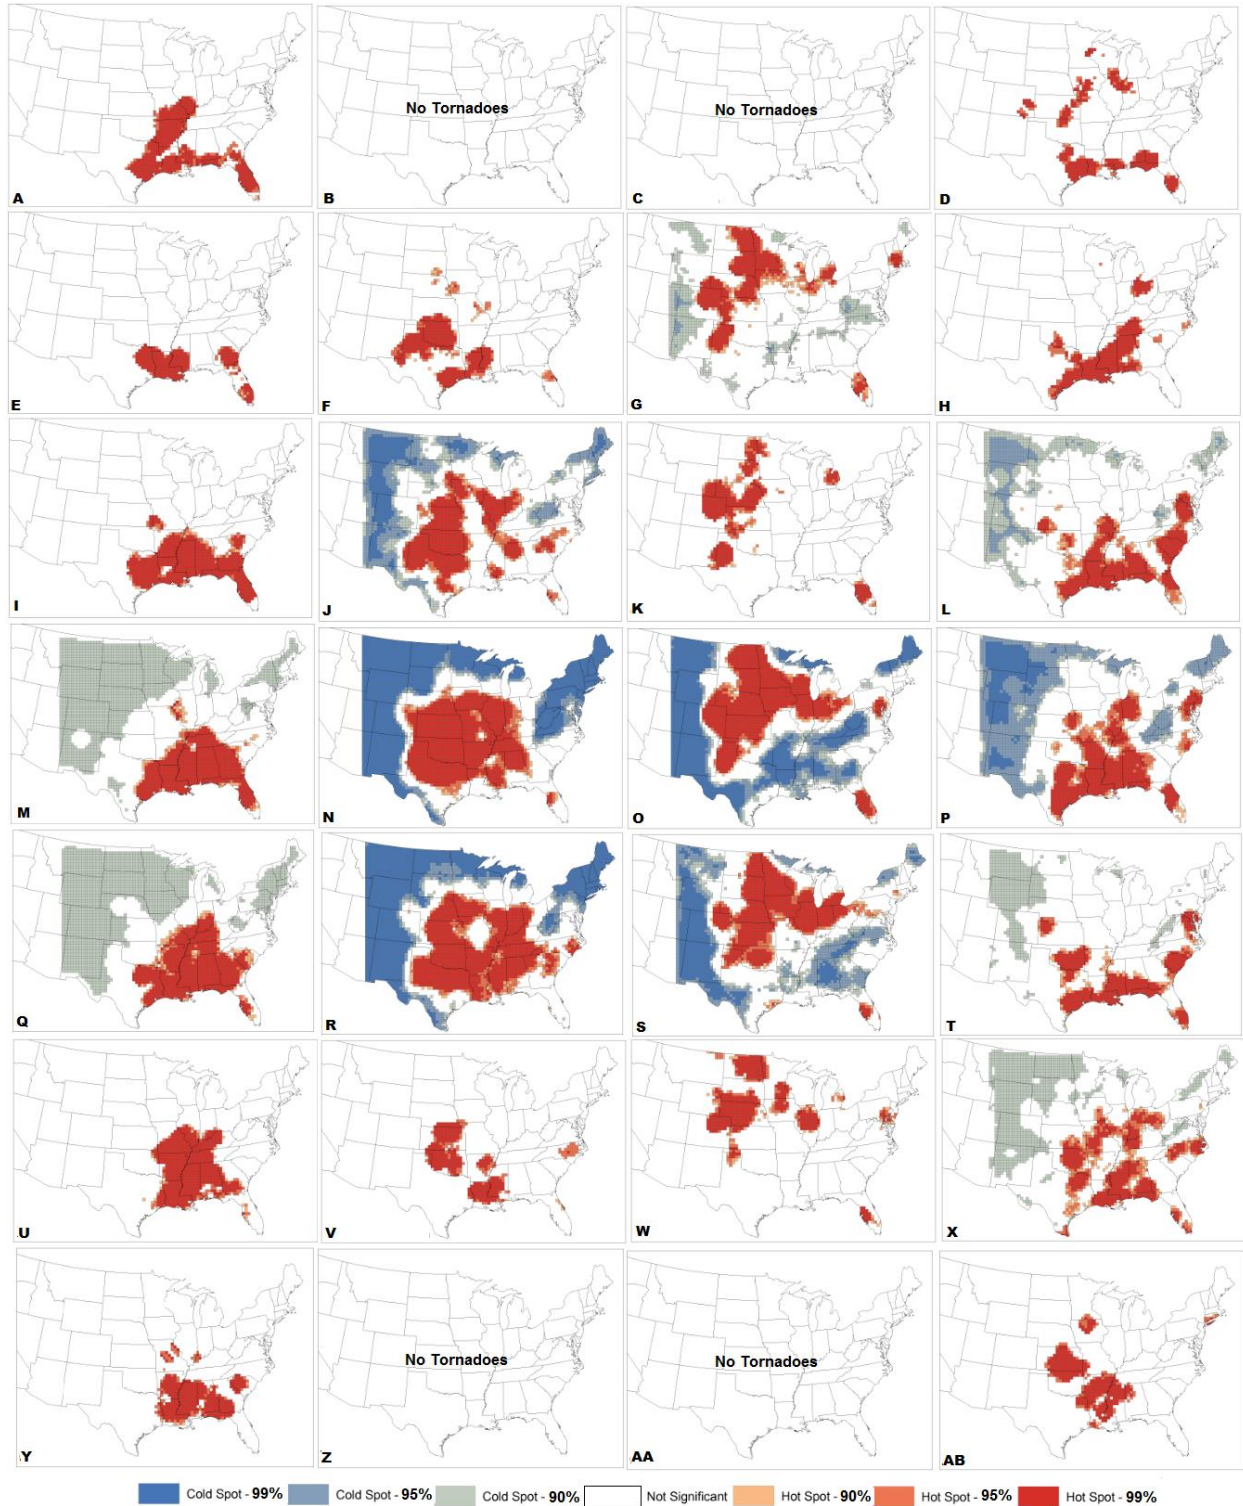 No Tornadoes
No Tornadoes
A
B
C
D
E
F
G
H
I
J
K
L
M
N
O
P
Q
R
S
T
U
V
W
X
No Tornadoes
No Tornadoes
Y
Z
AA
AB
Cold Spot - 99% Cold Spot - 95% Cold Spot - 90% Not Significant Hot Spot - 90% Hot Spot - 95% Hot Spot - 99%